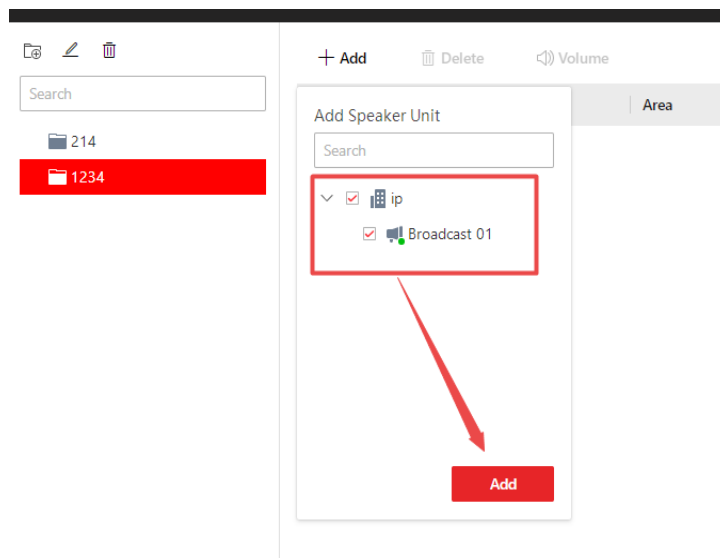 Search
214
1234
Add Delete Volume
Area
Add Speaker Unit
Search
ip
Broadcast 01
Add